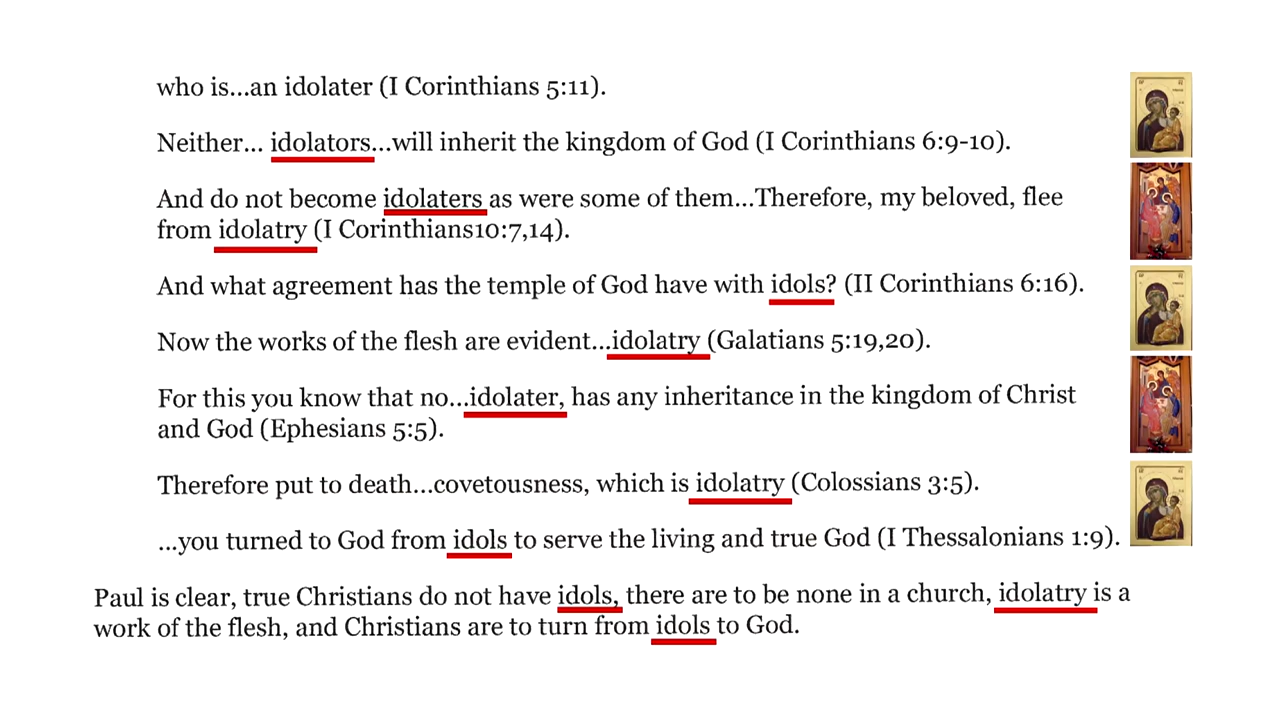 who is...an idolater (I Corinthians 5:11).
Neither... idolators...will inherit the kingdom of God (I Corinthians 6:9-10).
And do not become idolaters as were some of them...Therefore, my beloved, flee
from idolatry (I Corinthians10:7,14).
And what agreement has the temple of God have with idols? (II Corinthians 6:16).
Now the works of the flesh are evident...idolatry (Galatians 5:19,20).
For this you know that no...idolater, has any inheritance in the kingdom of Christ
and God (Ephesians 5:5).
Therefore put to death...covetousness, which is idolatry (Colossians 3:5).
...you turned to God from idols to serve the living and true God (I Thessalonians 1:9).
Paul is clear, true Christians do not have idols, there are to be none in a church, idolatry is a
work of the flesh, and Christians are to turn from idols to God.